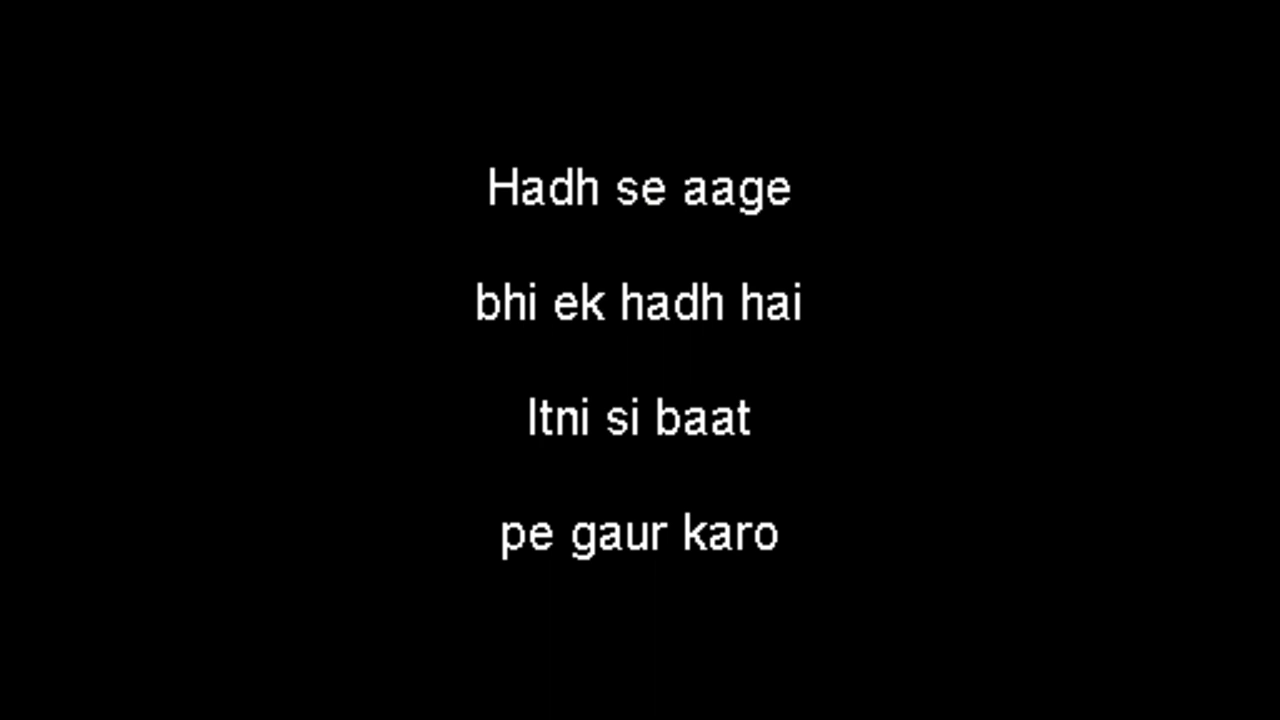 Hadh se aage
bhi ek hadh hai
Itni si baat
pe gaur karo